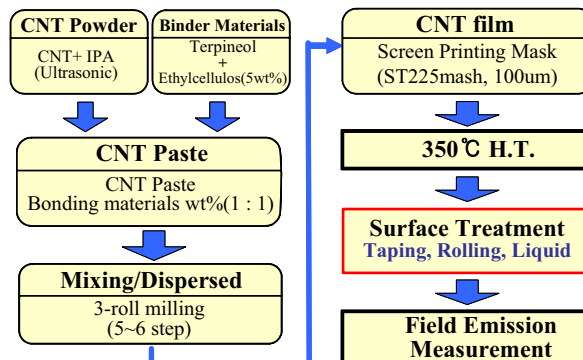 CNT Powder
CNT+ IPA
(Ultrasonic)
Binder Materials
Terpineol
+
Ethylcellulos(5wt%)
CNT Paste
CNT Paste
Bonding materials wt%(1 : 1)
Mixing/Dispersed
3-roll milling
(5~6 step)
CNT film
Screen Printing Mask
(ST225mash, 100um)
350℃ H.T.
Surface Treatment
Taping, Rolling, Liquid
Field Emission
Measurement